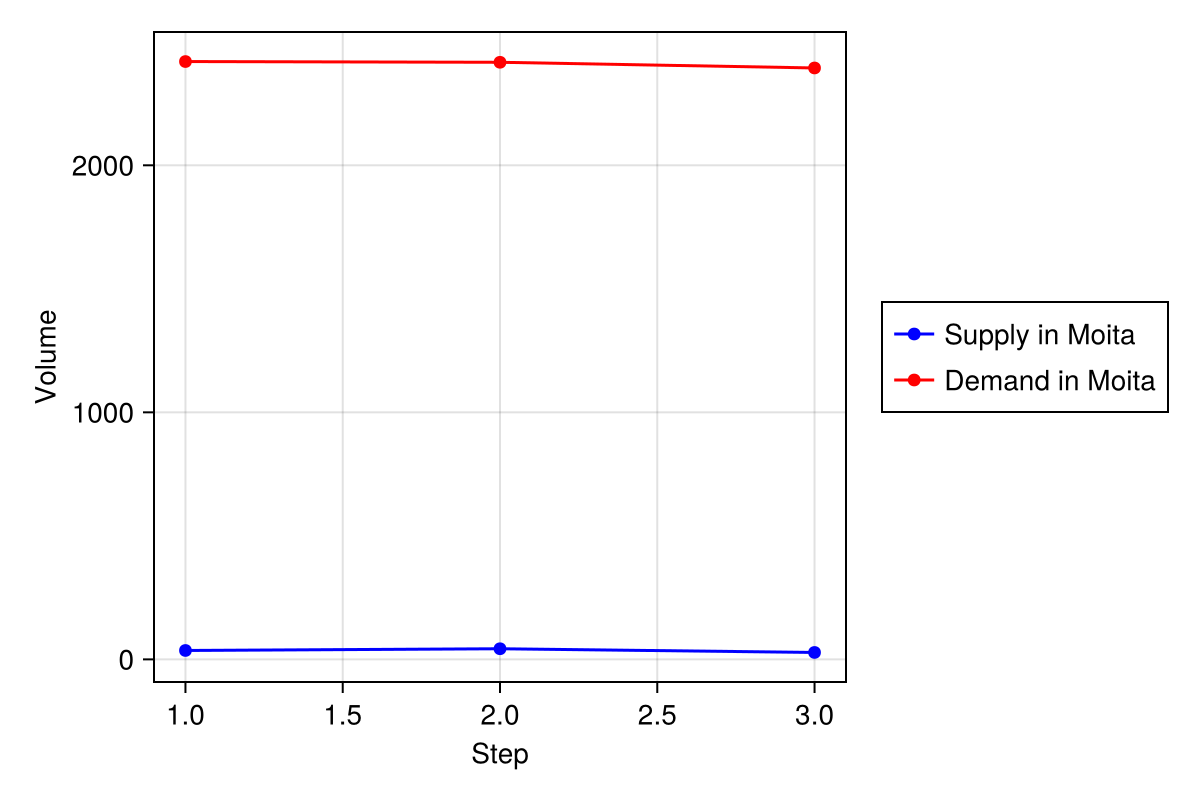 2000
1000
0
Volume
1.0 1.5 2.0 2.5 3.0
Step
Supply in Moita
Demand in Moita